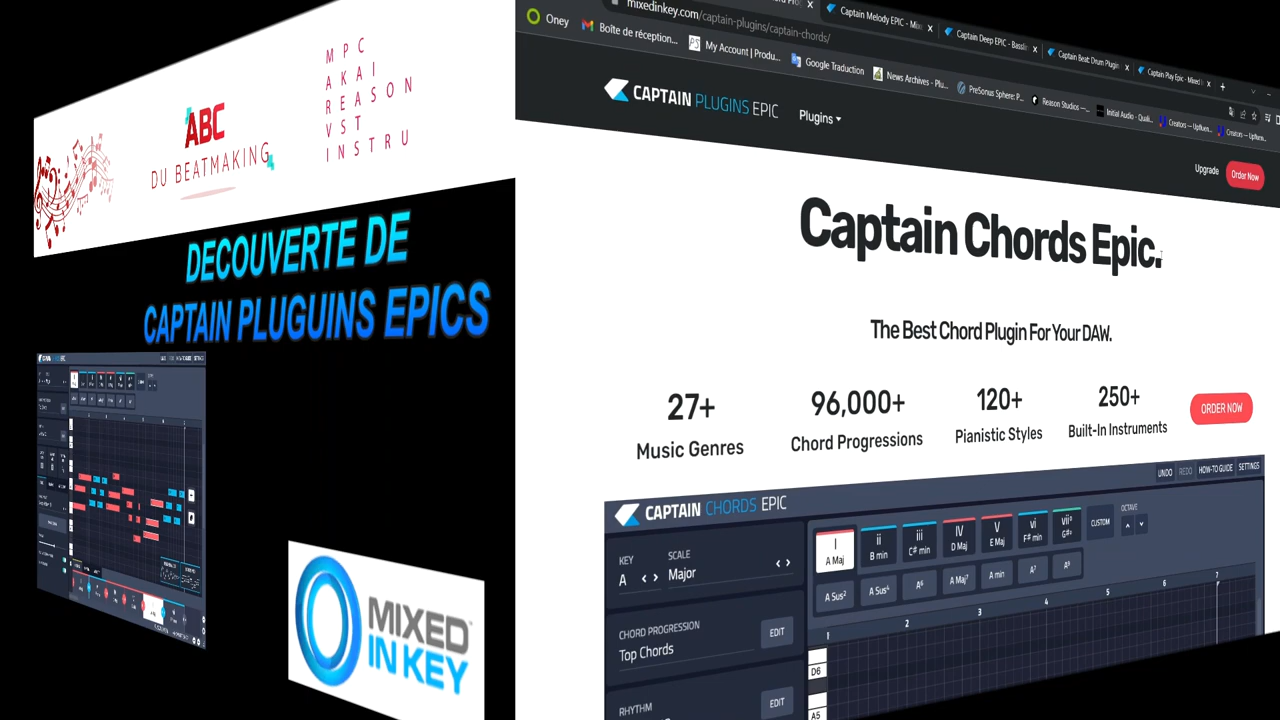 MPC
AKAI
REASON
VST
INSTRU
ABC
DU BEATMAKING
DECOUVERTE DE
CAPTAIN PLUGUINS EPICS
MIXED
IN KEY
Captain Melody EPIC - Mixe
Captain Deep EPIC - Bassli
Captain Beat: Drum Plugin
Captain Play Epic - Mixed I
mixedinkey.com/captain-plugins/captain-chords/
Oney
Boîte de réception...
My Account | Produ...
Google Traduction
News Archives - Plu...
PreSonus Sphere: P...
Reason Studios —...
Initial Audio - Quali...
Creators — Upfluen...
Creators — Upfluen...
CAPTAIN PLUGINS EPIC
Plugins
Upgrade
Order Now
Captain Chords Epic.
The Best Chord Plugin For Your DAW.
27+
Music Genres
96,000+
Chord Progressions
120+
Pianistic Styles
250+
Built-In Instruments
ORDER NOW
CAPTAIN CHORDS EPIC
UNDO
REDO
HOW-TO GUIDE
SETTINGS
KEY
A
SCALE
Major
I
A Maj
ii
B min
iii
C# min
IV
D Maj
V
E Maj
vi
F# min
vii°
G#°
CUSTOM
OCTAVE
A Sus²
A Sus⁴
A⁶
A Maj⁷
A min
A⁷
A⁹
CHORD PROGRESSION
Top Chords
EDIT
1 2 3 4 5 6 7
D6
RHYTHM
EDIT
A5